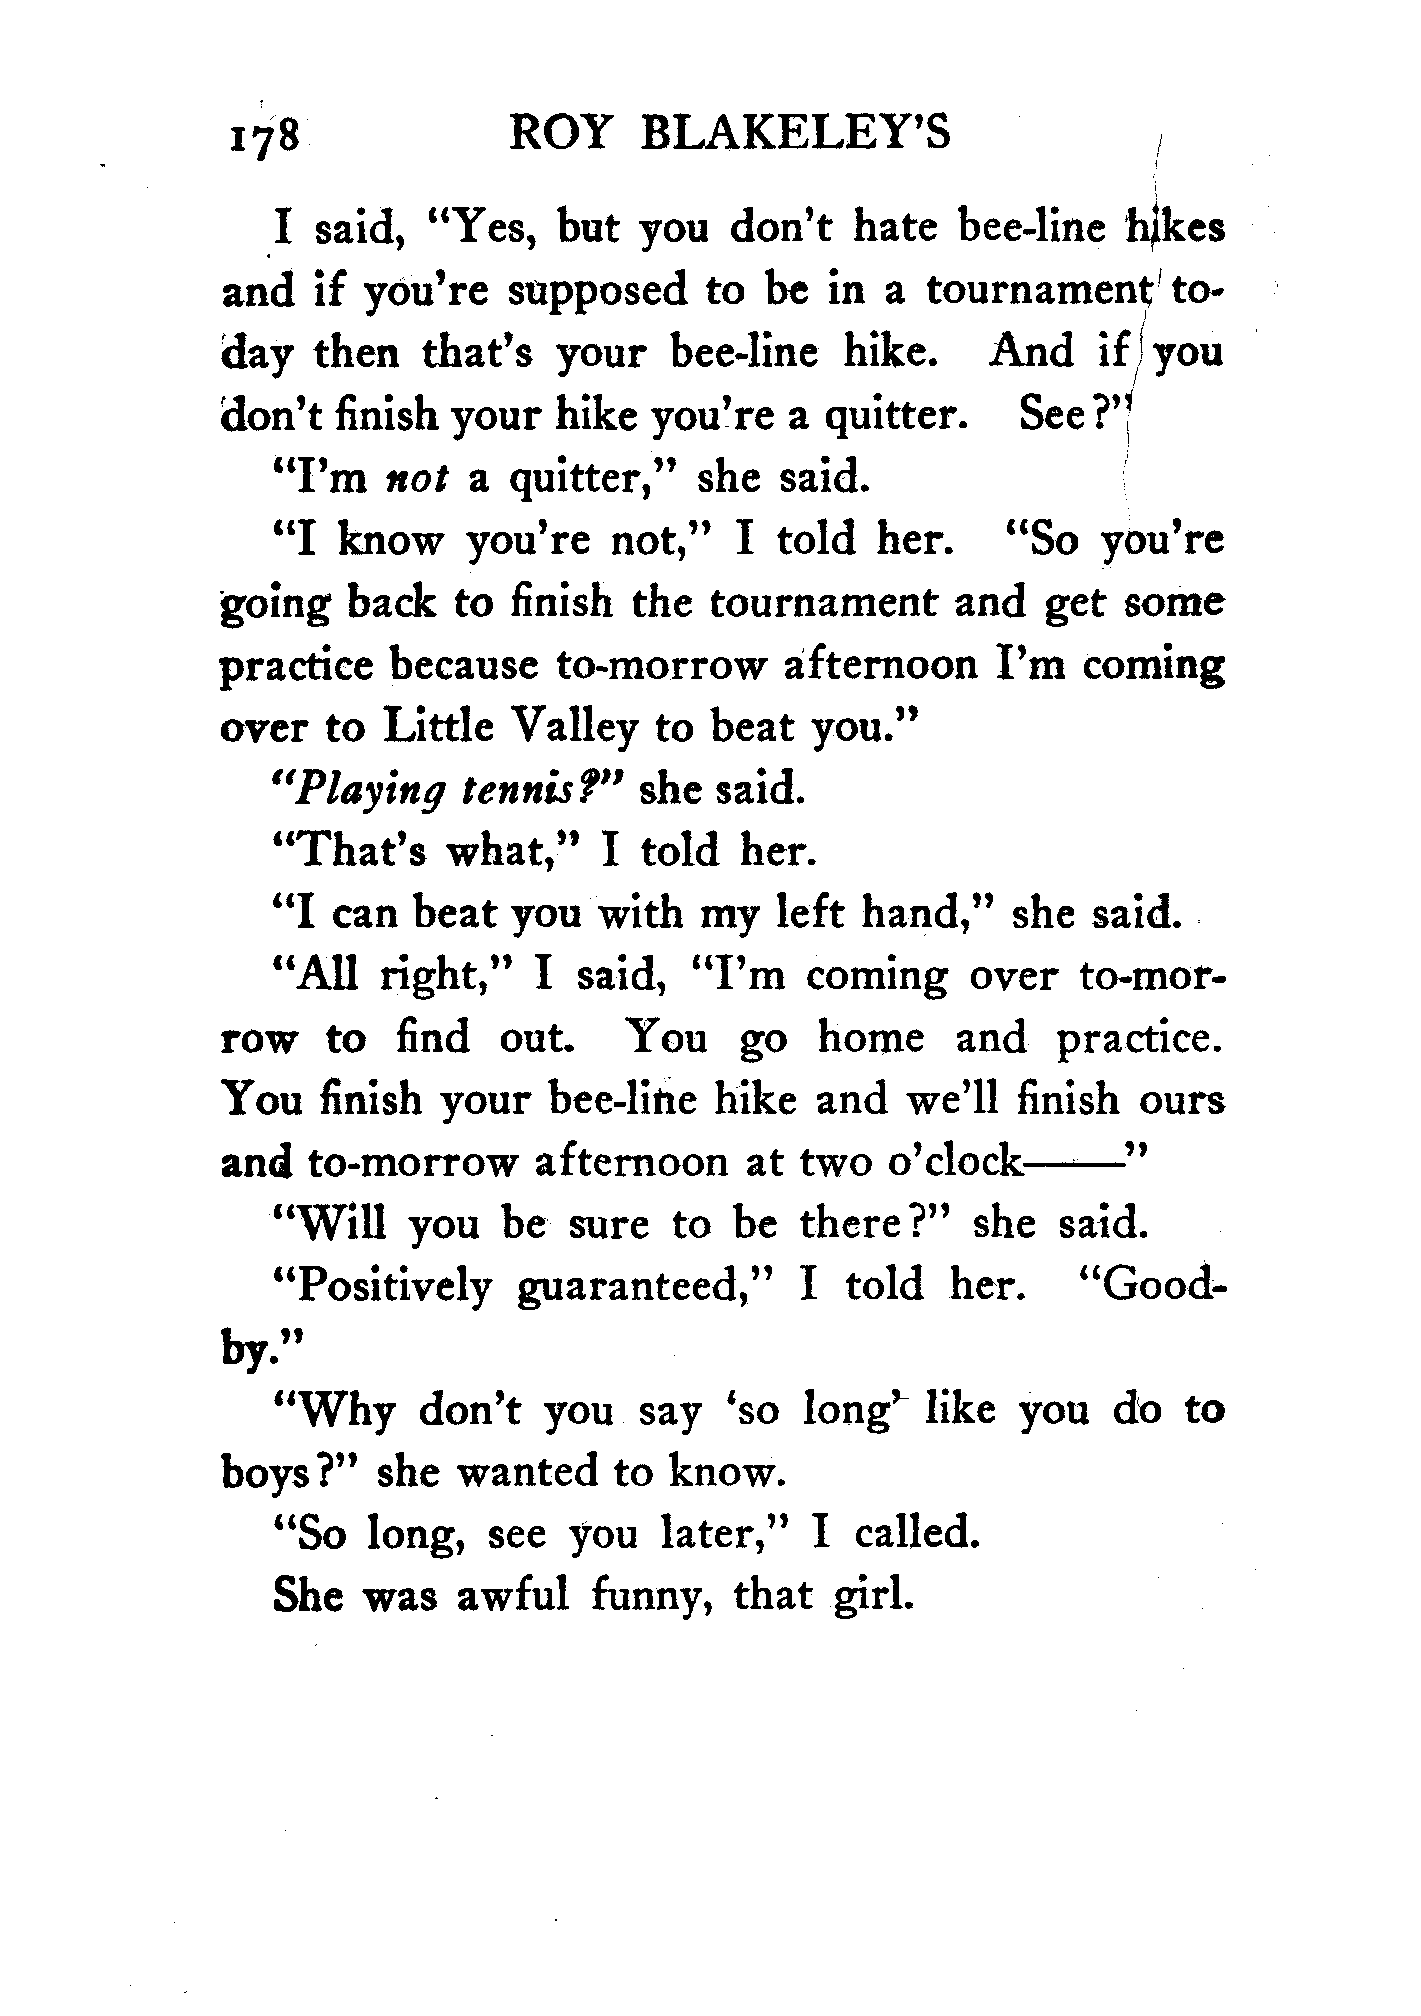 178 ROY BLAKELEY'S
I said, “Yes, but you don't hate bee-line hikes
and if you're supposed to be in a tournament to-
day then that's your bee-line hike. And if you
don't finish your hike you're a quitter. See?”
“I'm not a quitter,” she said.
“I know you're not,” I told her. “So you're
going back to finish the tournament and get some
practice because to-morrow afternoon I'm coming
over to Little Valley to beat you.”
“Playing tennis?” she said.
“That's what,” I told her.
“I can beat you with my left hand,” she said.
“All right,” I said, “I'm coming over to-mor-
row to find out. You go home and practice.
You finish your bee-line hike and we'll finish ours
and to-morrow afternoon at two o'clock——”
“Will you be sure to be there?” she said.
“Positively guaranteed,” I told her. “Good-
by.”
“Why don't you say ‘so long’ like you do to
boys?” she wanted to know.
“So long, see you later,” I called.
She was awful funny, that girl.